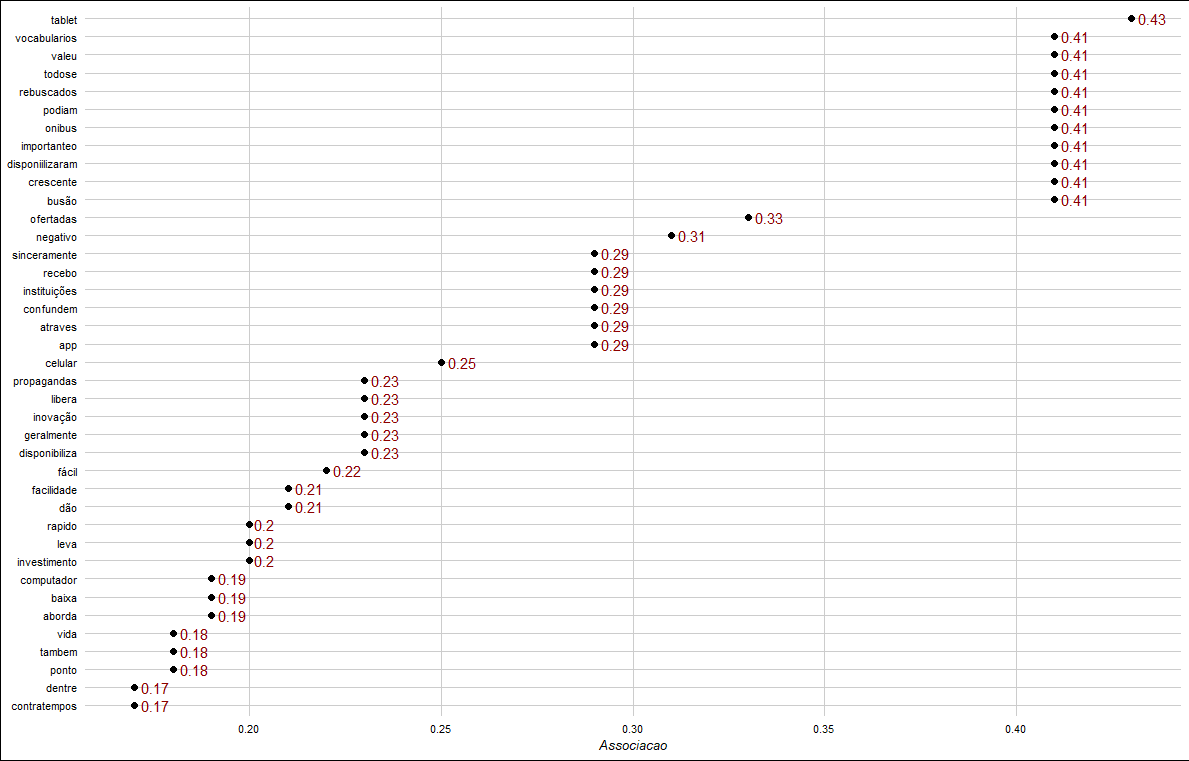 tablet 0.43
vocabularios 0.41
valeu 0.41
todose 0.41
rebuscados 0.41
podiam 0.41
onibus 0.41
importanteo 0.41
disponiilizaram 0.41
crescente 0.41
busão 0.41
ofertadas 0.33
negativo 0.31
sinceramente 0.29
recebo 0.29
instituições 0.29
confundem 0.29
atraves 0.29
app 0.29
celular 0.25
propagandas 0.23
libera 0.23
inovação 0.23
geralmente 0.23
disponibiliza 0.23
fácil 0.22
facilidade 0.21
dão 0.21
rapido 0.2
leva 0.2
investimento 0.2
computador 0.19
baixa 0.19
aborda 0.19
vida 0.18
tambem 0.18
ponto 0.18
dentre 0.17
contratempos 0.17
0.20 0.25 0.30 0.35 0.40
Associacao